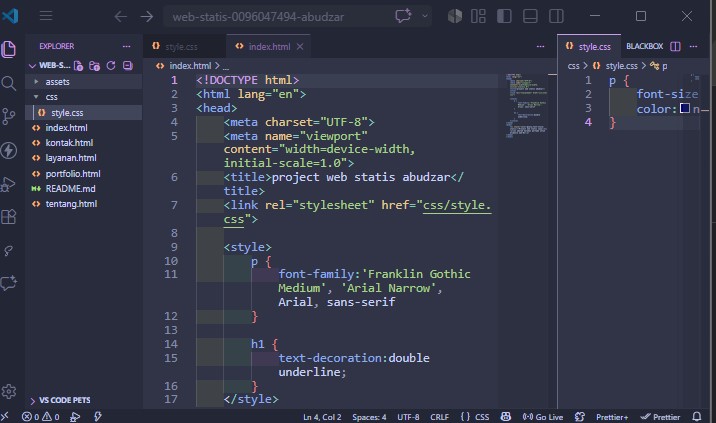 web-statis-0096047494-abudzar
EXPLORER
WEB-S...
assets
css
style.css
index.html
kontak.html
layanan.html
portfolio.html
README.md
tentang.html
VS CODE PETS
style.css
index.html
index.html > ...
1 <!DOCTYPE html>
2 <html lang="en">
3 <head>
4 <meta charset="UTF-8">
5 <meta name="viewport"
content="width=device-width,
initial-scale=1.0">
6 <title>project web statis abudzar</
title>
7 <link rel="stylesheet" href="css/style.
css">
8
9 <style>
10 p {
11 font-family:'Franklin Gothic
Medium', 'Arial Narrow',
Arial, sans-serif
12 }
13
14 h1 {
15 text-decoration:double
underline;
16 }
17 </style>
style.css
BLACKBOX
css > style.css > p
1 p {
2 font-size
3 color: n
4 }
0 0
Ln 4, Col 2
Spaces: 4
UTF-8
CRLF
{} CSS
Go Live
Prettier+
Prettier